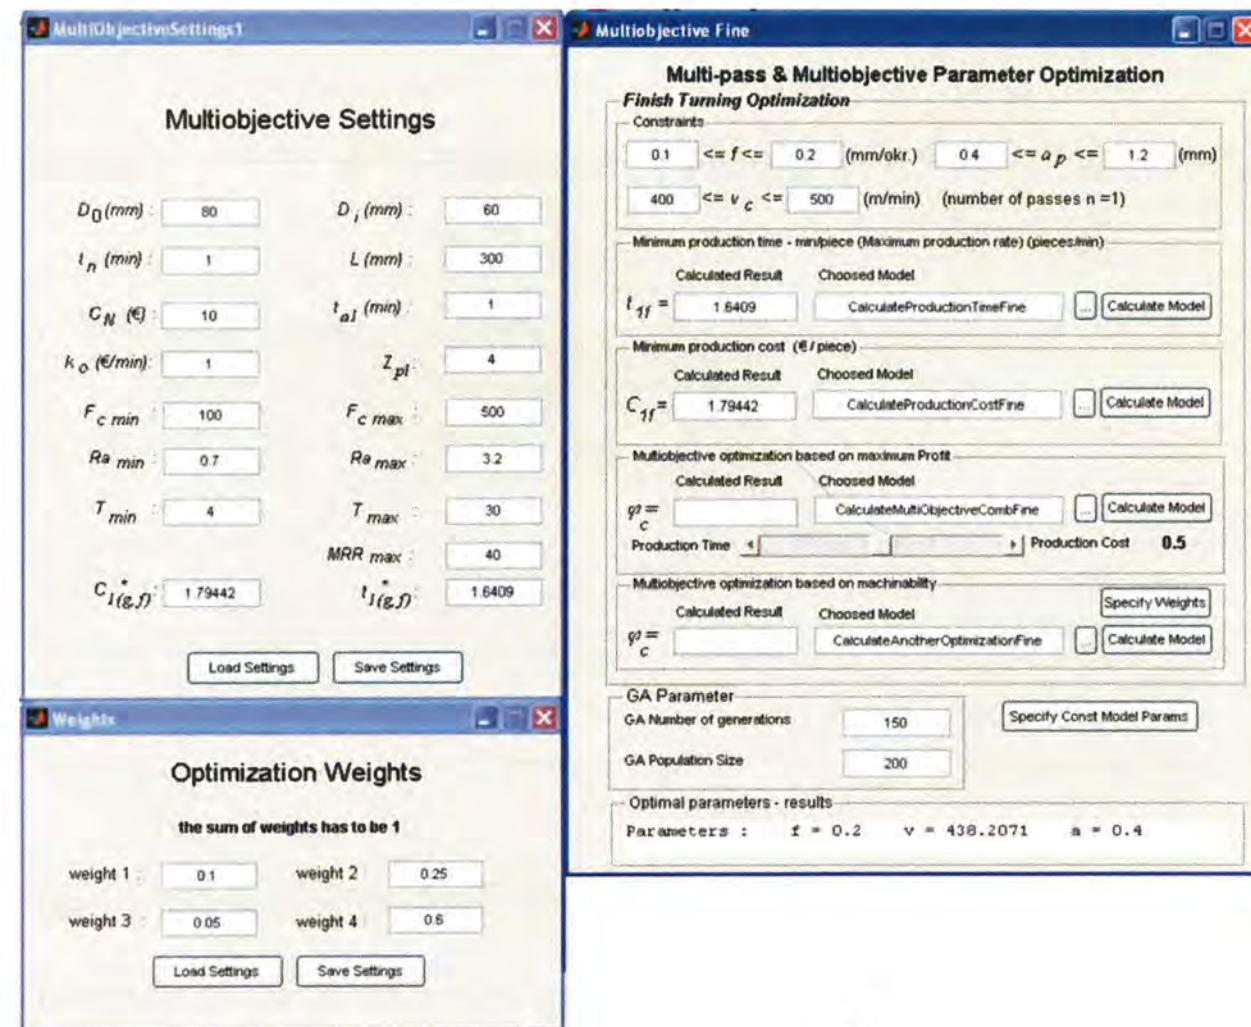 MultiObjectiveSettings1
Multiobjective Settings
D0 (mm) : 80 Di (mm) : 60
tn (min) : 1 L (mm) : 300
CN (€) : 10 tal (min) : 1
ko (€/min): 1 Zpl: 4
Fc min : 100 Fc max : 500
Ra min : 0.7 Ra max : 3.2
Tmin : 4 Tmax : 30
MRR max : 40
C1(g,f)*: 1.79442 t1(g,f)*: 1.6409
Load Settings Save Settings
Weights
Optimization Weights
the sum of weights has to be 1
weight 1 : 0.1 weight 2 : 0.25
weight 3 : 0.05 weight 4 : 0.6
Load Settings Save Settings
Multiobjective Fine
Multi-pass & Multiobjective Parameter Optimization
Finish Turning Optimization
Constraints
0.1 <= f <= 0.2 (mm/okr.) 0.4 <= a p <= 1.2 (mm)
400 <= v c <= 500 (m/min) (number of passes n =1)
Minimum production time - min/piece (Maximum production rate) (pieces/min)
Calculated Result Choosed Model
t1f = 1.6409 CalculateProductionTimeFine ... Calculate Model
Minimum production cost (€ / piece)
Calculated Result Choosed Model
C1f = 1.79442 CalculateProductionCostFine ... Calculate Model
Multiobjective optimization based on maximum Profit
Calculated Result Choosed Model
φc = CalculateMultiObjectiveCombFine ... Calculate Model
Production Time Production Cost 0.5
Multiobjective optimization based on machinability
Specify Weights
Calculated Result Choosed Model
φc = CalculateAnotherOptimizationFine ... Calculate Model
GA Parameter
GA Number of generations 150 Specify Const Model Params
GA Population Size 200
Optimal parameters - results
Parameters : f = 0.2 v = 438.2071 a = 0.4